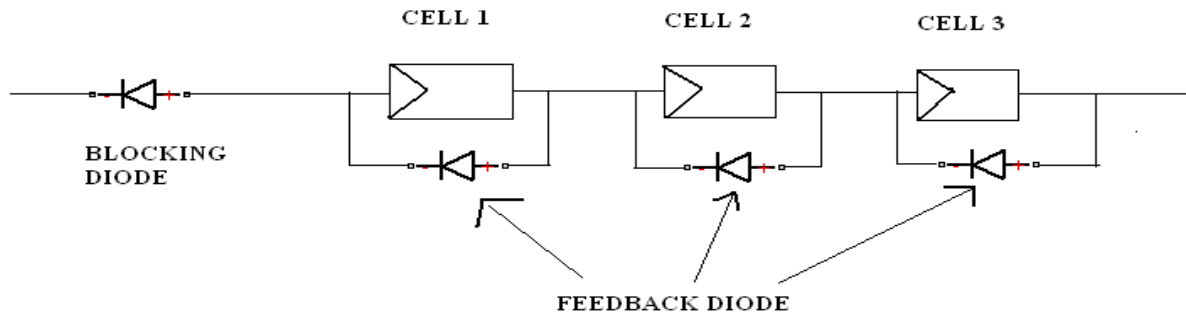 CELL 1
CELL 2
CELL 3
BLOCKING
DIODE
FEEDBACK DIODE